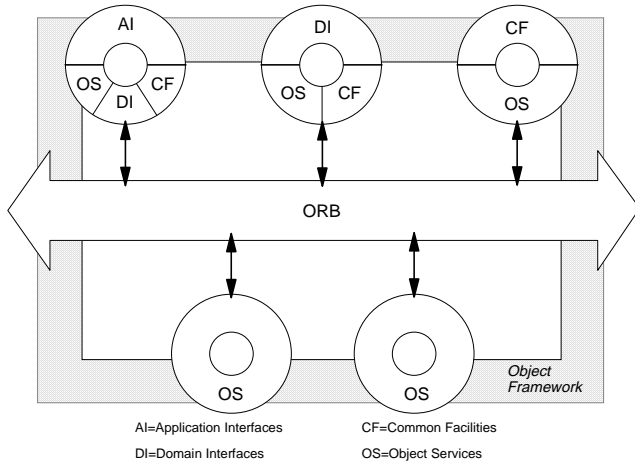 AI
OS
CF
DI
DI
OS
CF
CF
OS
ORB
OS
OS
Object
Framework
AI=Application Interfaces
CF=Common Facilities
DI=Domain Interfaces
OS=Object Services